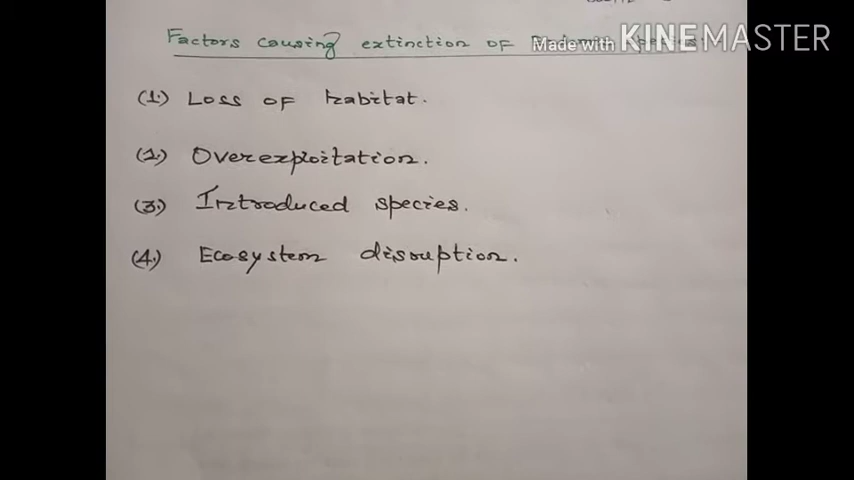 Factors causing extinction of
Made with KINEMASTER
(1.) Loss of habitat.
(2.) Overexploitation.
(3.) Introduced species.
(4.) Ecosystem disruption.